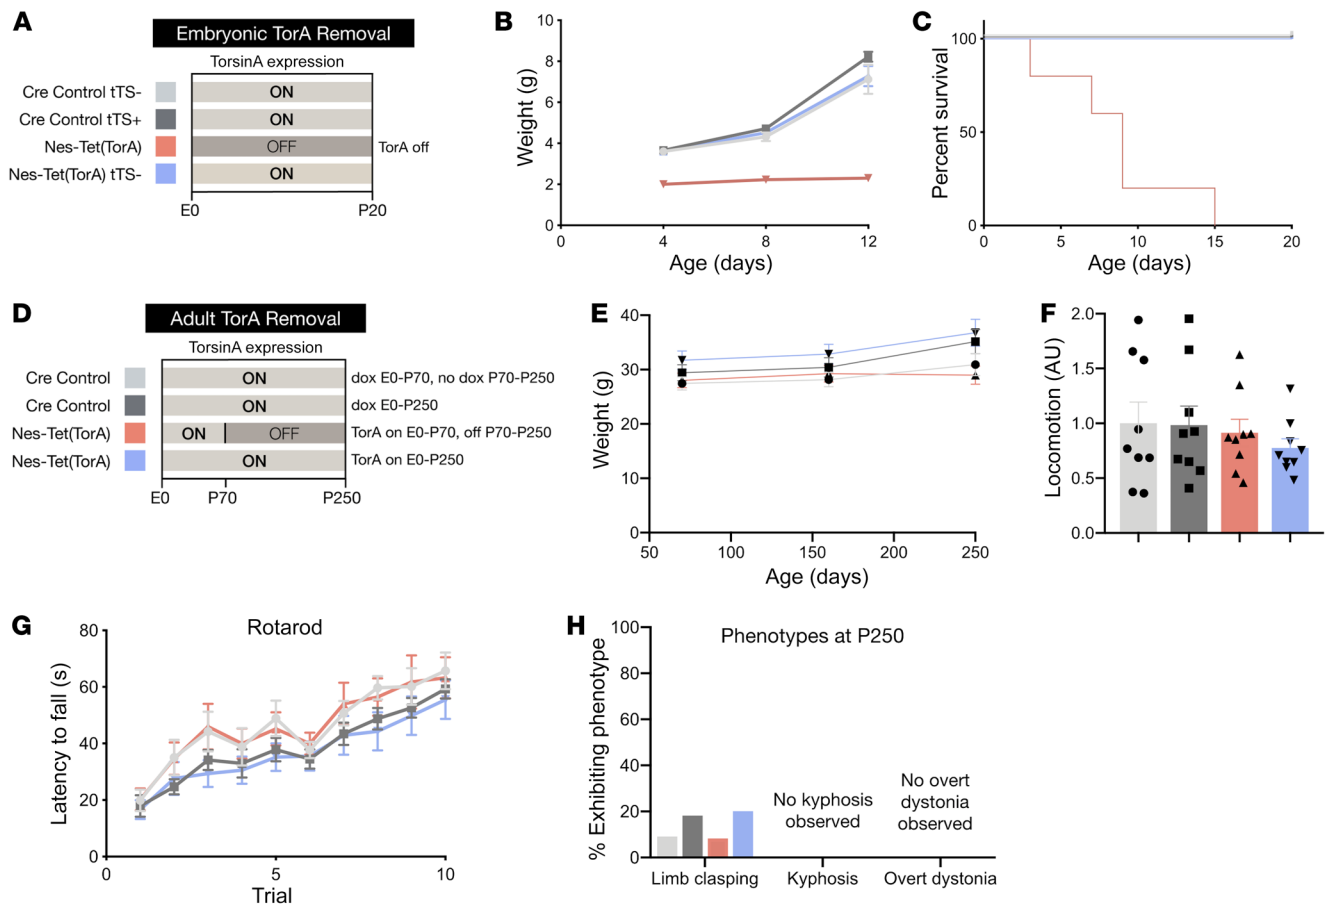 A
Embryonic TorA Removal
TorsinA expression
Cre Control tTS-
ON
Cre Control tTS+
ON
Nes-Tet(TorA)
OFF
TorA off
Nes-Tet(TorA) tTS-
ON
E0
P20
B
Weight (g)
10
8
6
4
2
0
0
4
8
12
Age (days)
C
Percent survival
100
50
0
0
5
10
15
20
Age (days)
D
Adult TorA Removal
TorsinA expression
Cre Control
ON
dox E0-P70, no dox P70-P250
Cre Control
ON
dox E0-P250
Nes-Tet(TorA)
ON
OFF
TorA on E0-P70, off P70-P250
Nes-Tet(TorA)
ON
TorA on E0-P250
E0
P70
P250
E
Weight (g)
40
30
20
10
0
50
100
150
200
250
Age (days)
F
Locomotion (AU)
2.0
1.5
1.0
0.5
0.0
G
Rotarod
Latency to fall (s)
80
60
40
20
0
0
5
10
Trial
H
Phenotypes at P250
% Exhibiting phenotype
100
80
60
40
20
0
No kyphosis
observed
No overt
dystonia
observed
Limb clasping
Kyphosis
Overt dystonia